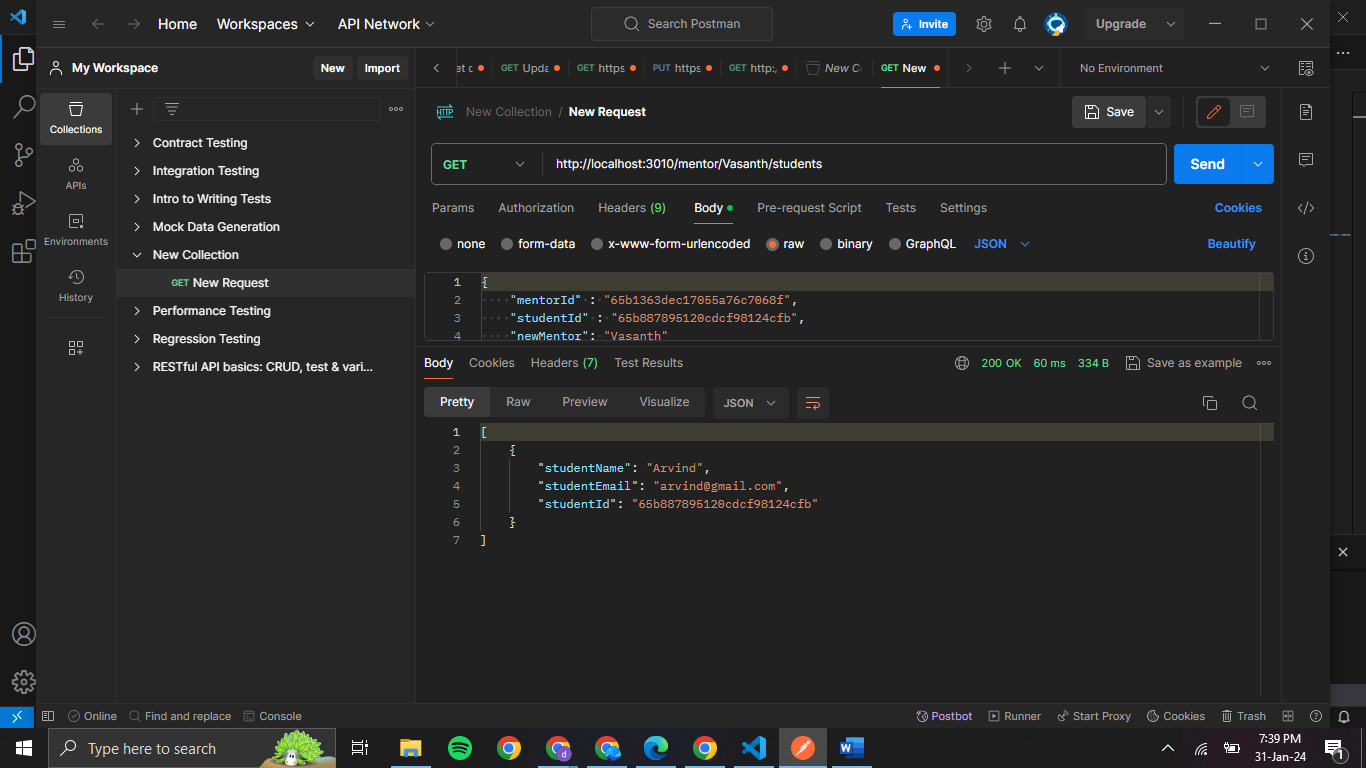 Home
Workspaces
API Network
Search Postman
Invite
Upgrade
My Workspace
New
Import
GET Upda
GET https
PUT https
GET http:,
New C
GET New
No Environment
Collections
APIs
Environments
History
Contract Testing
Integration Testing
Intro to Writing Tests
Mock Data Generation
New Collection
GET New Request
Performance Testing
Regression Testing
RESTful API basics: CRUD, test & vari...
HTTP
New Collection / New Request
Save
GET
http://localhost:3010/mentor/Vasanth/students
Send
Params
Authorization
Headers (9)
Body
Pre-request Script
Tests
Settings
Cookies
none
form-data
x-www-form-urlencoded
raw
binary
GraphQL
JSON
Beautify
1 {
2 "mentorId" : "65b1363dec17055a76c7068f",
3 "studentId" : "65b887895120cdcf98124cfb",
4 "newMentor": "Vasanth"
Body
Cookies
Headers (7)
Test Results
200 OK
60 ms
334 B
Save as example
Pretty
Raw
Preview
Visualize
JSON
1 [
2 {
3 "studentName": "Arvind",
4 "studentEmail": "arvind@gmail.com",
5 "studentId": "65b887895120cdcf98124cfb"
6 }
7 ]
Online
Find and replace
Console
Postbot
Runner
Start Proxy
Cookies
Trash
Type here to search
7:39 PM
31-Jan-24
1